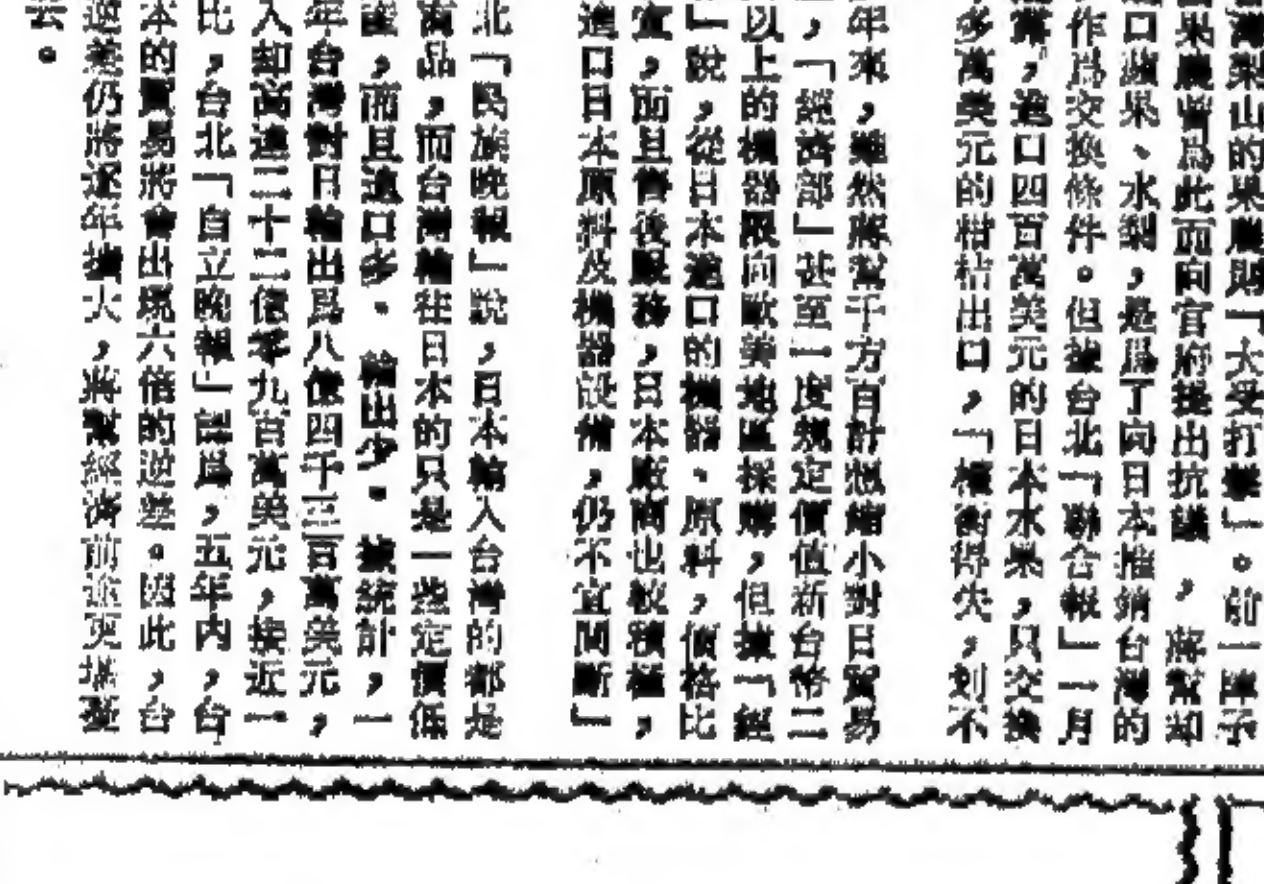 台灣梨山的果農則「大受打擊」。前一陣子
台果農曾爲此而向官府提出抗議，蔣幫却
進口蘋果、水梨，是爲了向日本推銷台灣的
作爲交換條件。但據台北「聯合報」一月
進口四百萬美元的日本水果，只交換
多萬美元的柑桔出口，「權衡得失，划不
年來，雖然蔣幫千方百計想縮小對日貿易
，「經濟部」甚至一度規定價值新台幣二
以上的機器限向歐美地區採購，但據「經
」說，從日本進口的機器、原料，價格比
宜，而且售後服務，日本廠商也較積極，
進口日本原料及機器設備，仍不宜間斷」
北「民族晚報」說，日本輸入台灣的都是
商品，而台灣輸往日本的只是一些定價低
，而且進口多，輸出少。據統計，一
年台灣對日輸出爲八億四千三百萬美元，
入却高達二十二億零九百萬美元，接近一
比，台北「自立晚報」認爲，五年內，台
本的貿易將會出現六倍的逆差。因此，台
逆差仍將逐年擴大，將幫經濟前途更堪
去。